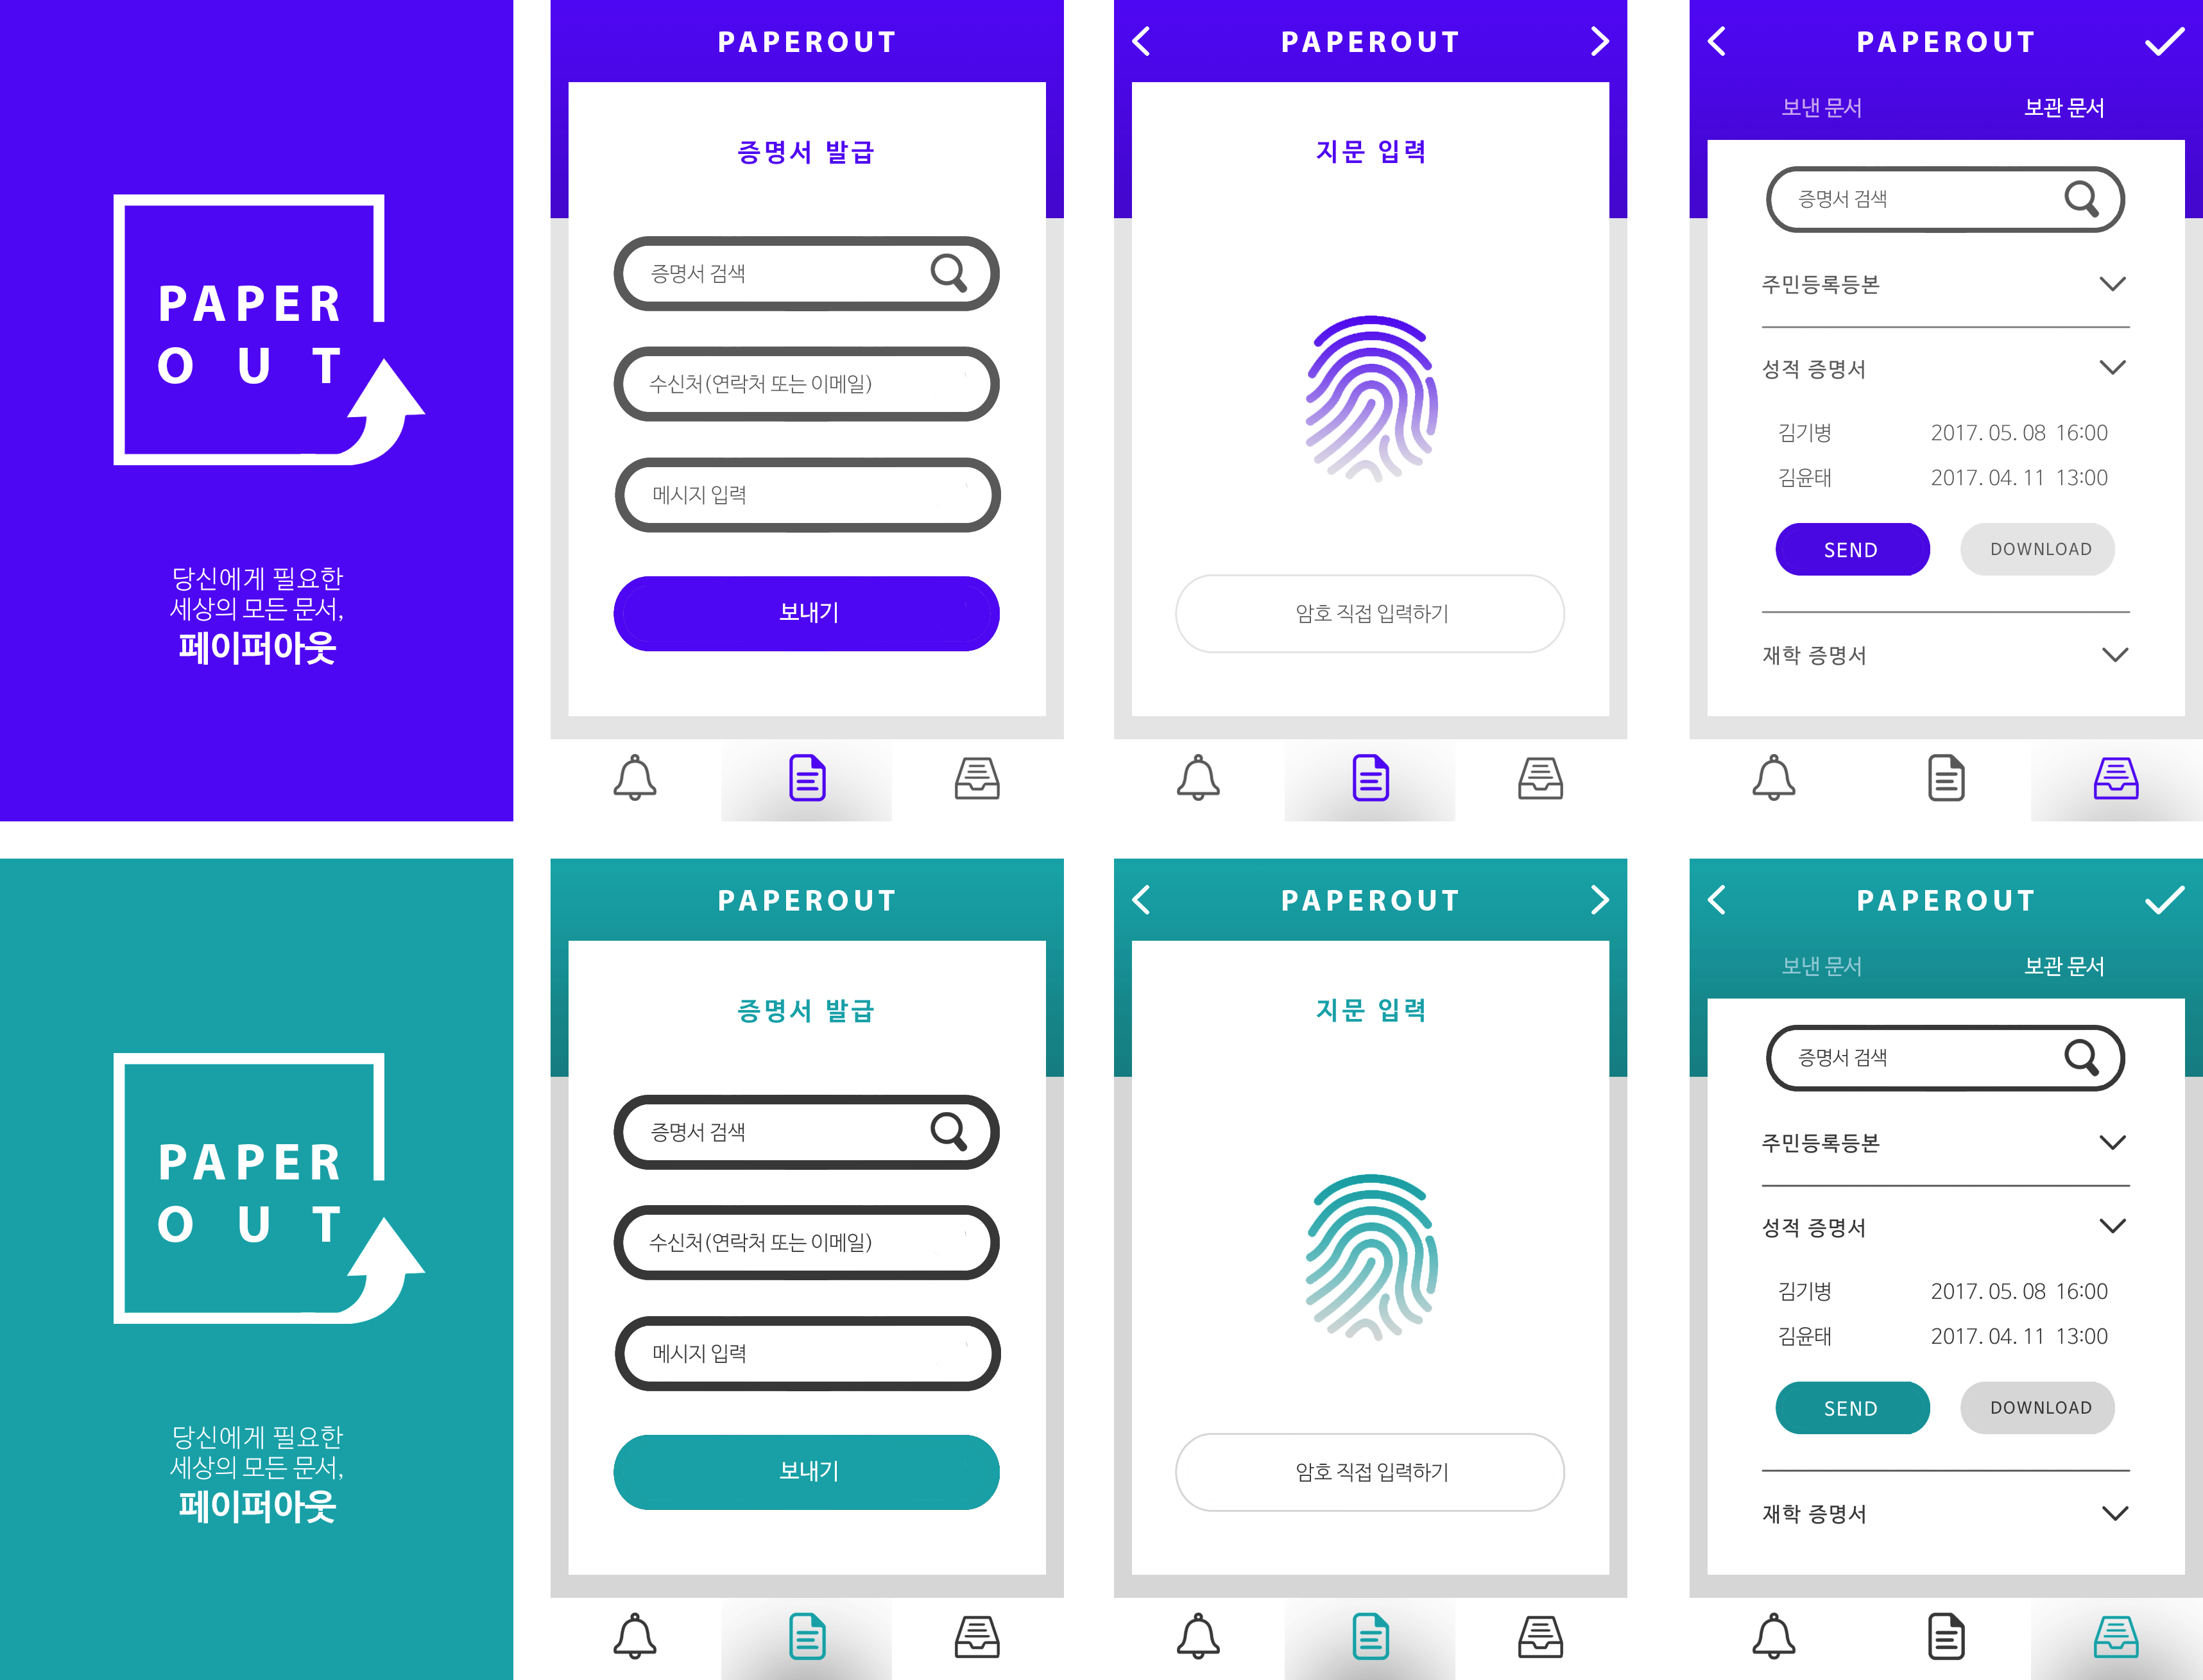 PAPER
OUT
당신에게 필요한
세상의 모든 문서,
페이퍼아웃
PAPEROUT
증명서 발급
증명서 검색
수신처(연락처 또는 이메일)
메시지 입력
보내기
PAPEROUT
지문 입력
암호 직접 입력하기
PAPEROUT
보낸 문서 보관 문서
증명서 검색
주민등록등본
성적 증명서
김기병 2017. 05. 08 16:00
김윤태 2017. 04. 11 13:00
SEND DOWNLOAD
재학 증명서
PAPER
OUT
당신에게 필요한
세상의 모든 문서,
페이퍼아웃
PAPEROUT
증명서 발급
증명서 검색
수신처(연락처 또는 이메일)
메시지 입력
보내기
PAPEROUT
지문 입력
암호 직접 입력하기
PAPEROUT
보낸 문서 보관 문서
증명서 검색
주민등록등본
성적 증명서
김기병 2017. 05. 08 16:00
김윤태 2017. 04. 11 13:00
SEND DOWNLOAD
재학 증명서